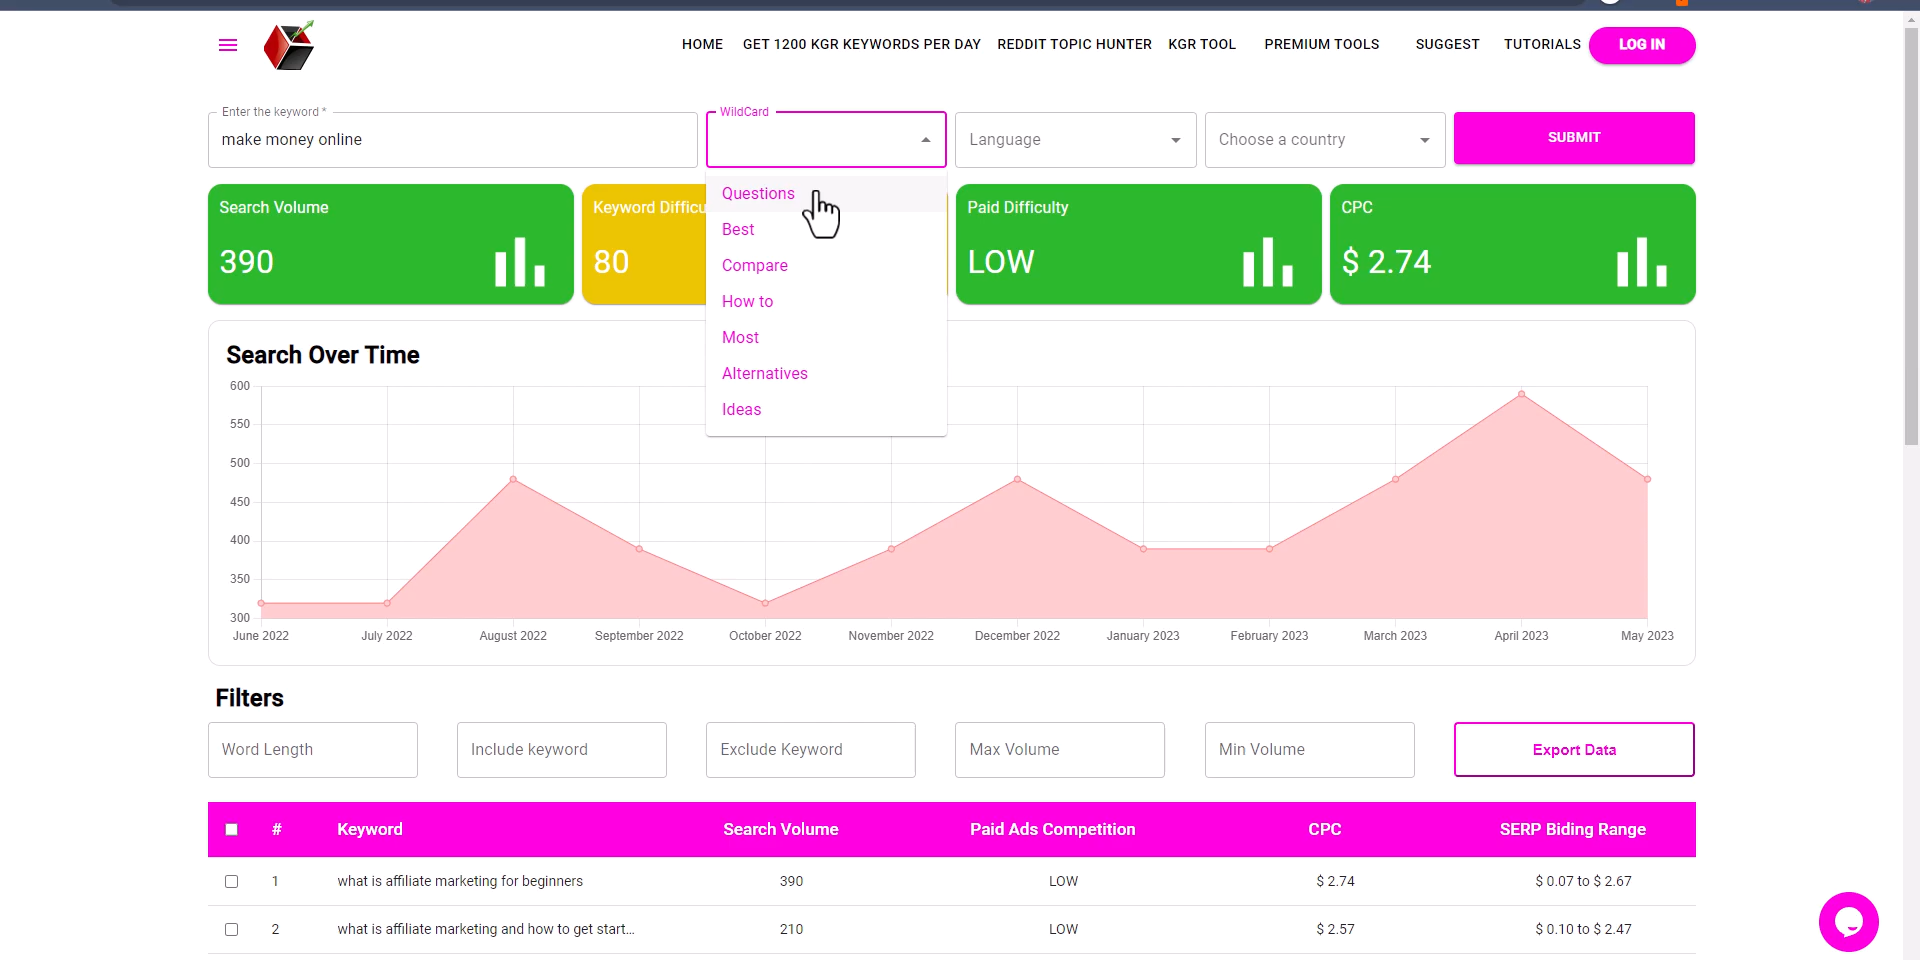 HOME GET 1200 KGR KEYWORDS PER DAY REDDIT TOPIC HUNTER KGR TOOL PREMIUM TOOLS SUGGEST TUTORIALS LOG IN
Enter the keyword *
make money online
WildCard
Language
Choose a country
SUBMIT
Questions
Best
Compare
How to
Most
Alternatives
Ideas
Search Volume
390
Keyword Difficu
80
Paid Difficulty
LOW
CPC
$ 2.74
Search Over Time
600
550
500
450
400
350
300
June 2022 July 2022 August 2022 September 2022 October 2022 November 2022 December 2022 January 2023 February 2023 March 2023 April 2023 May 2023
Filters
Word Length Include keyword Exclude Keyword Max Volume Min Volume Export Data
# Keyword Search Volume Paid Ads Competition CPC SERP Biding Range
1 what is affiliate marketing for beginners 390 LOW $ 2.74 $ 0.07 to $ 2.67
2 what is affiliate marketing and how to get start... 210 LOW $ 2.57 $ 0.10 to $ 2.47